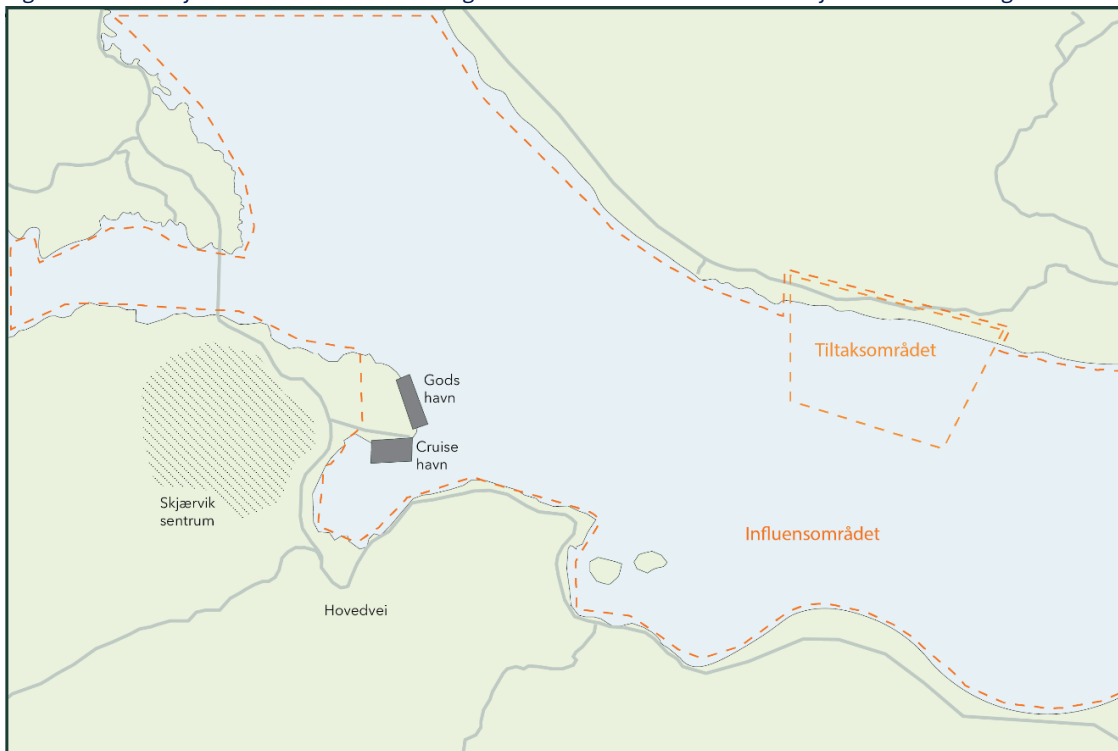 Gods
havn
Tiltaksområdet
Cruise
havn
Skjærvik
sentrum
Influensområdet
Hovedvei